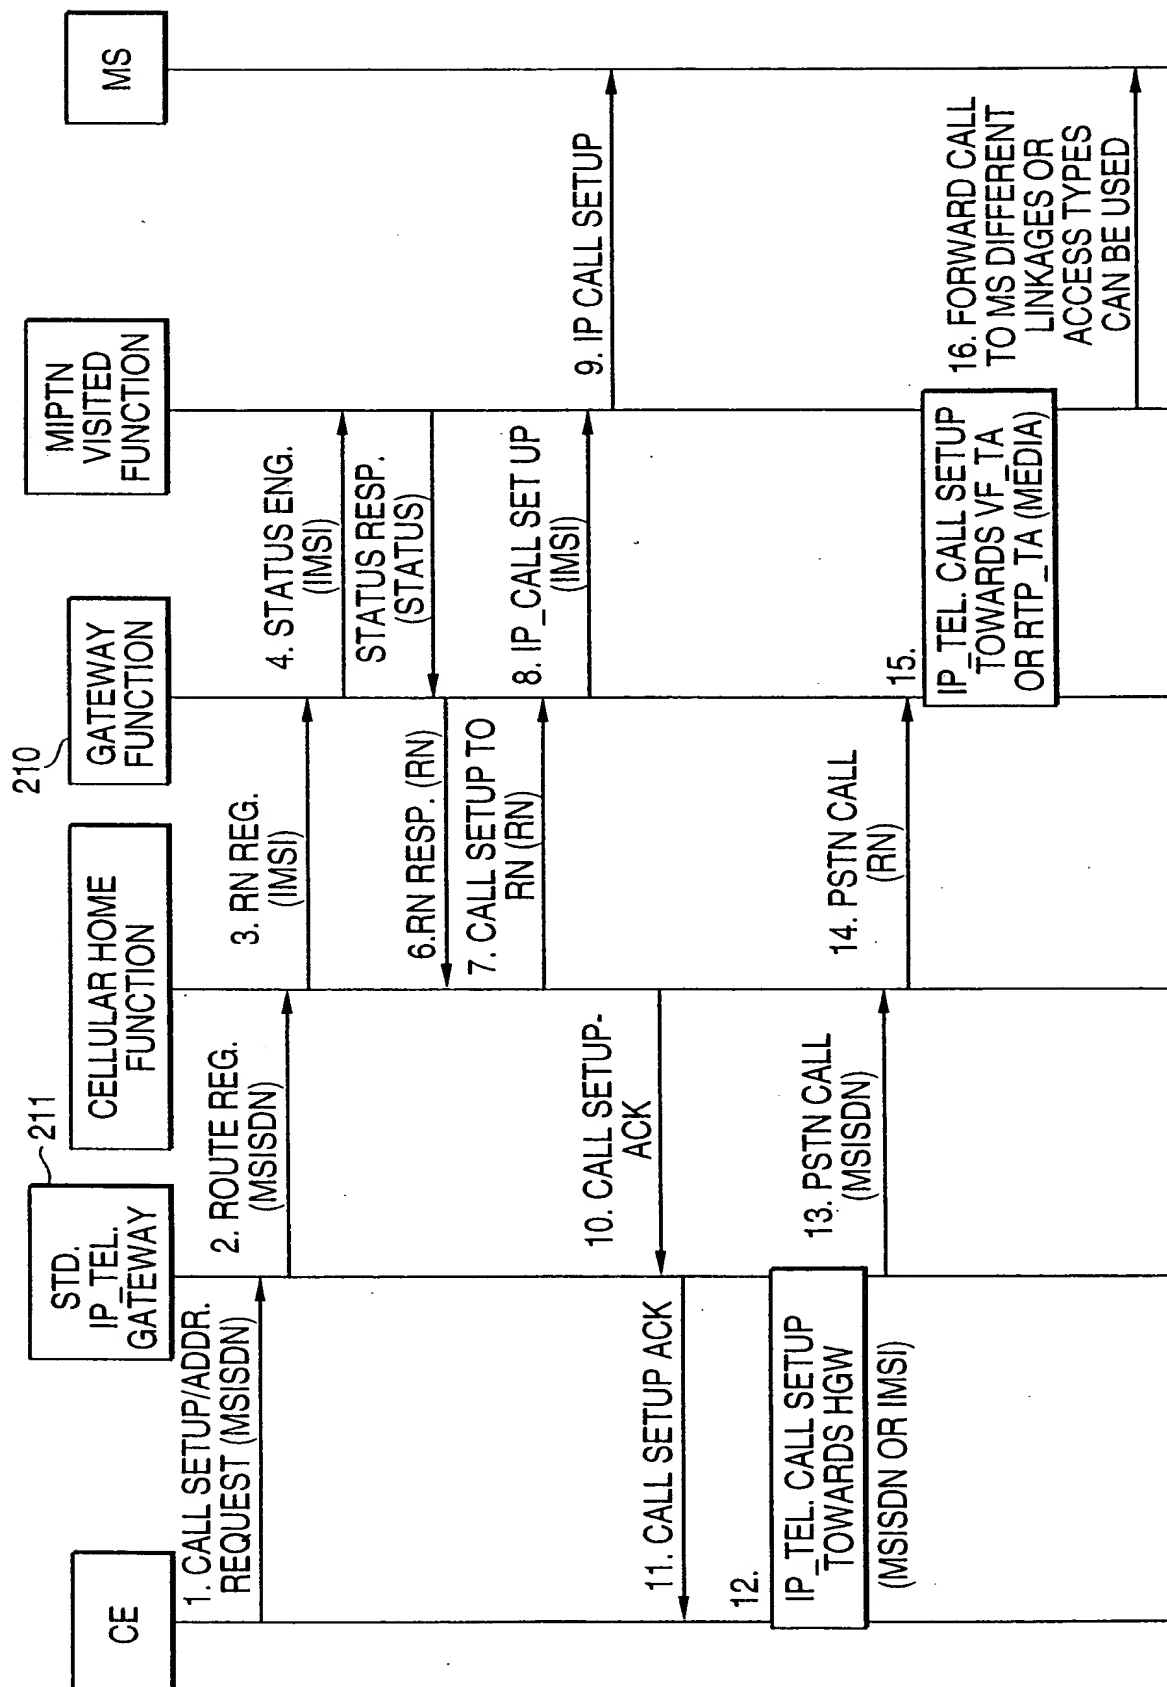 CE
STD.
IP_TEL.
GATEWAY
211
CELLULAR HOME
FUNCTION
210
GATEWAY
FUNCTION
MIPTN
VISITED
FUNCTION
MS
1. CALL SETUP/ADDR.
REQUEST (MSISDN)
2. ROUTE REG.
(MSISDN)
3. RN REG.
(IMSI)
4. STATUS ENG.
(IMSI)
STATUS RESP.
(STATUS)
6.RN RESP. (RN)
7. CALL SETUP TO
RN (RN)
8. IP_CALL SET UP
(IMSI)
9. IP CALL SETUP
10. CALL SETUP-
ACK
11. CALL SETUP ACK
12.
IP_TEL. CALL SETUP
TOWARDS HGW
(MSISDN OR IMSI)
13. PSTN CALL
(MSISDN)
14. PSTN CALL
(RN)
15.
IP_TEL. CALL SETUP
TOWARDS VF_TA
OR RTP_TA (MEDIA)
16. FORWARD CALL
TO MS DIFFERENT
LINKAGES OR
ACCESS TYPES
CAN BE USED